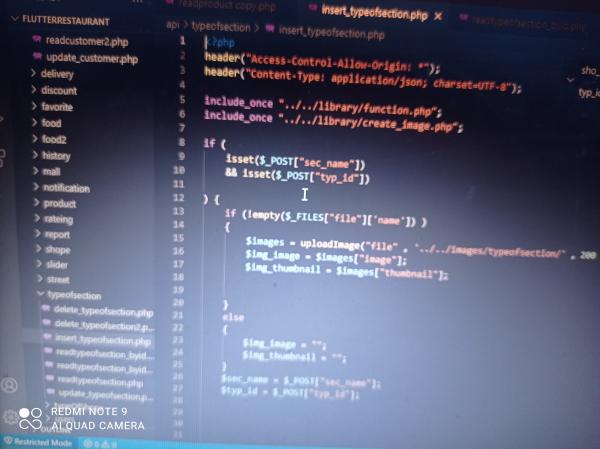 readproduct copy.php
insert_typeofsection.php ×
FLUTTERRESTAURANT
api > typeofsection > insert_typeofsection.php
readcustomer2.php
update_customer.php
> delivery
> discount
> favorite
> food
> food2
> history
> mall
> notification
> product
> rateing
> report
> shope
> slider
> street
typeofsection
delete_typeofsection.php
delete_typeofsection2.p...
insert_typeofsection.php
readtypeofsection_byid...
readtypeofsection_byid...
readtypeofsection.php
update_typeofsection.p...
1 <?php
2 header("Access-Control-Allow-Origin: *");
3 header("Content-Type: application/json; charset=UTF-8");
4
5 include_once "../../library/function.php";
6 include_once "../../library/create_image.php";
7
8 if (
9 isset($_POST["sec_name"])
10 && isset($_POST["typ_id"])
11
12 ) {
13 if (!empty($_FILES["file"]['name']) )
14 {
15 $images = uploadImage("file" , '../../images/typeofsection/' , 200
16 $img_image = $images["image"];
17 $img_thumbnail = $images["thumbnail"];
18
19
20 }
21 else
22 {
23 $img_image = "";
24 $img_thumbnail = "";
25 }
26 $sec_name = $_POST["sec_name"];
27 $typ_id = $_POST["typ_id"];
28
29
30
31
sho_
typ_i
OUTLINE
Restricted Mode
0 0
REDMI NOTE 9
AI QUAD CAMERA